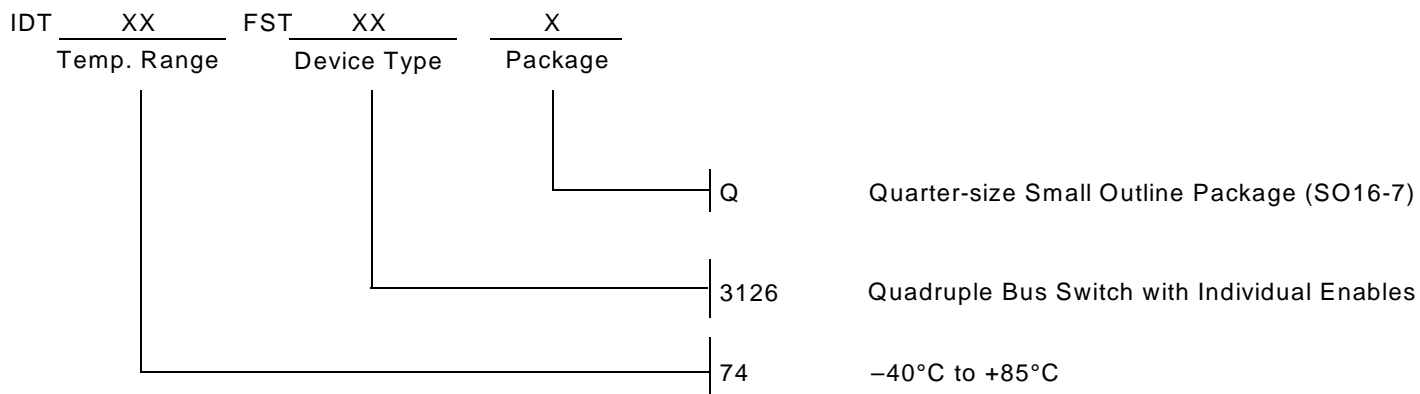 IDT XX FST XX X
Temp. Range Device Type Package
Q Quarter-size Small Outline Package (SO16-7)
3126 Quadruple Bus Switch with Individual Enables
74 –40°C to +85°C